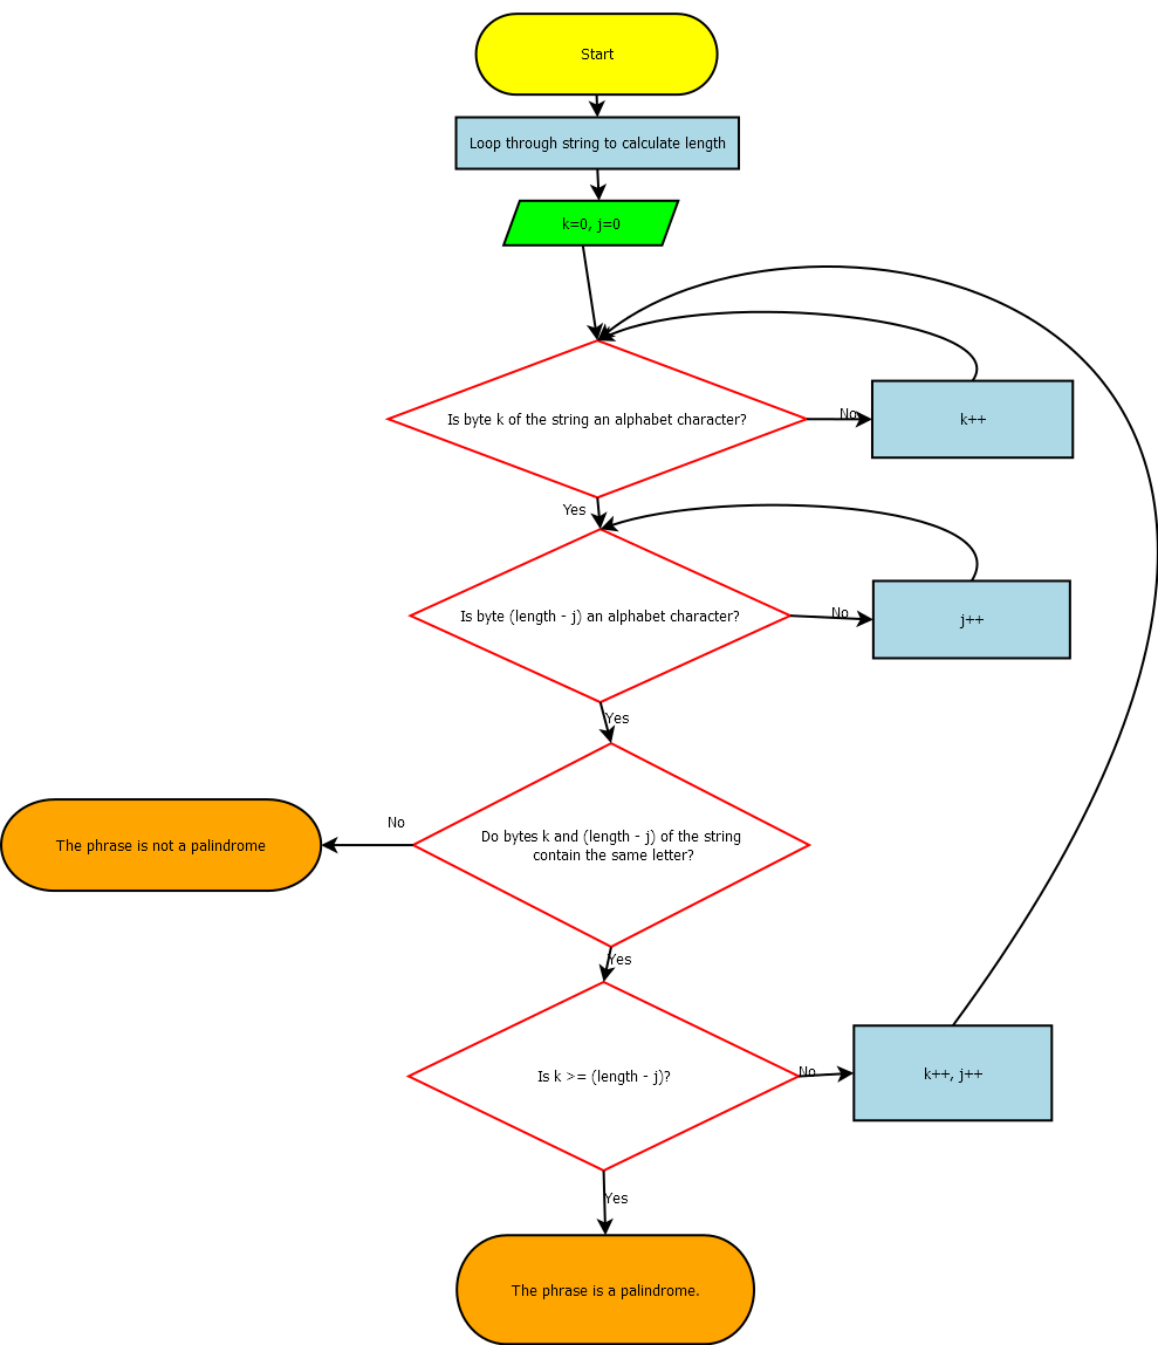 Start
Loop through string to calculate length
k=0, j=0
Is byte k of the string an alphabet character?
No
k++
Yes
Is byte (length - j) an alphabet character?
No
j++
Yes
Do bytes k and (length - j) of the string
contain the same letter?
No
The phrase is not a palindrome
Yes
Is k >= (length - j)?
No
k++, j++
Yes
The phrase is a palindrome.